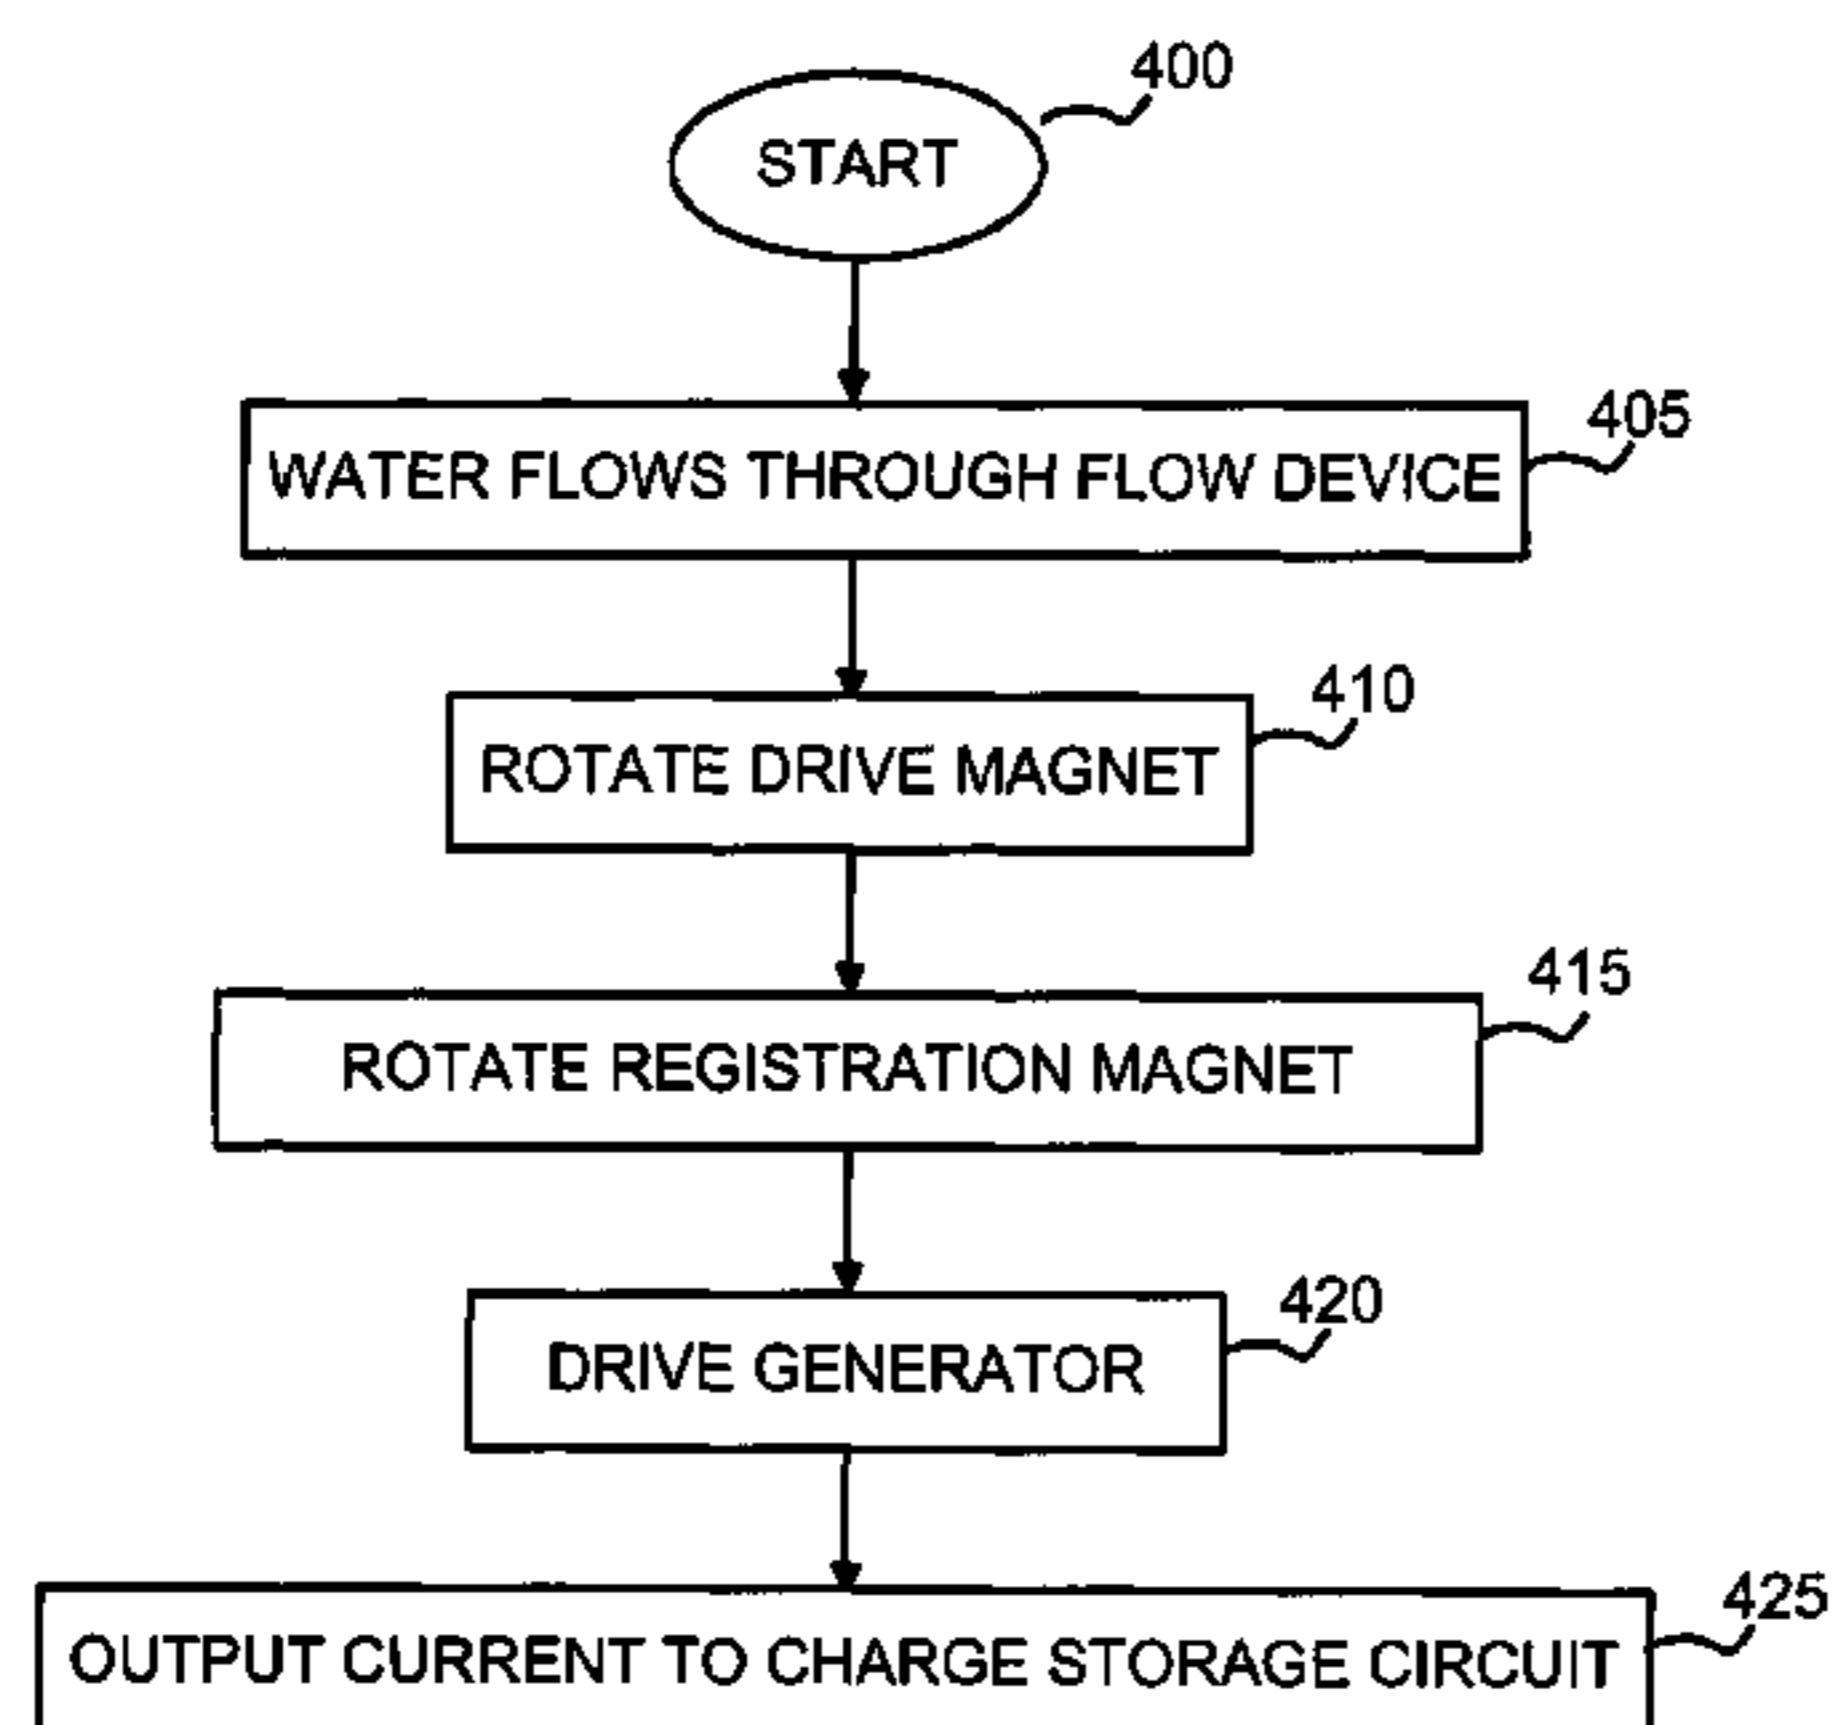 400
START
405
WATER FLOWS THROUGH FLOW DEVICE
410
ROTATE DRIVE MAGNET
415
ROTATE REGISTRATION MAGNET
420
DRIVE GENERATOR
425
OUTPUT CURRENT TO CHARGE STORAGE CIRCUIT